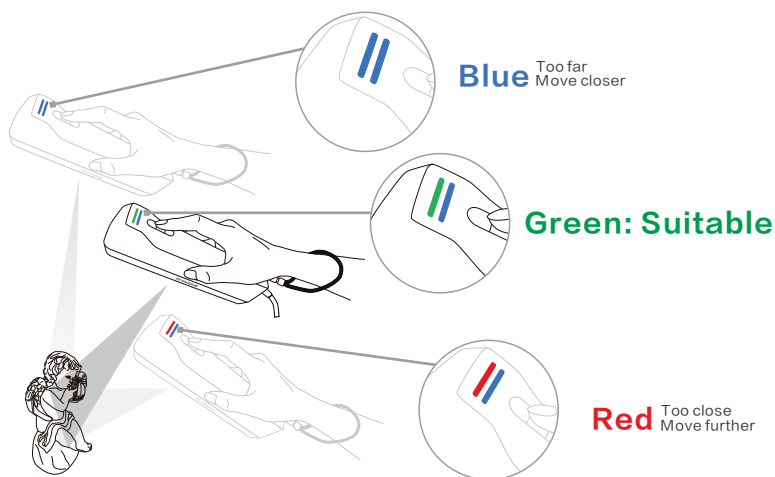 Blue Too far
Move closer
Green: Suitable
Red Too close
Move further